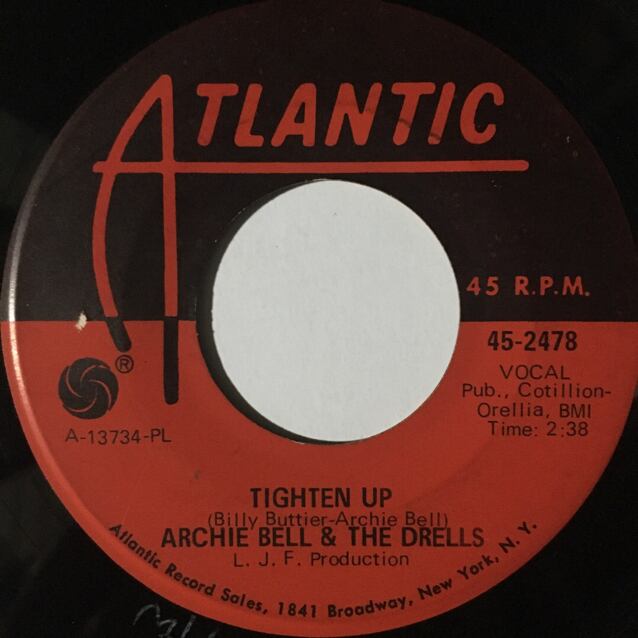 ATLANTIC
45 R.P.M.
45-2478
VOCAL
Pub., Cotillion-
Orellia, BMI
Time: 2:38
®
A-13734-PL
TIGHTEN UP
(Billy Buttier-Archie Bell)
ARCHIE BELL & THE DRELLS
L. J. F. Production
Atlantic Record Sales, 1841 Broadway, New York, N. Y.